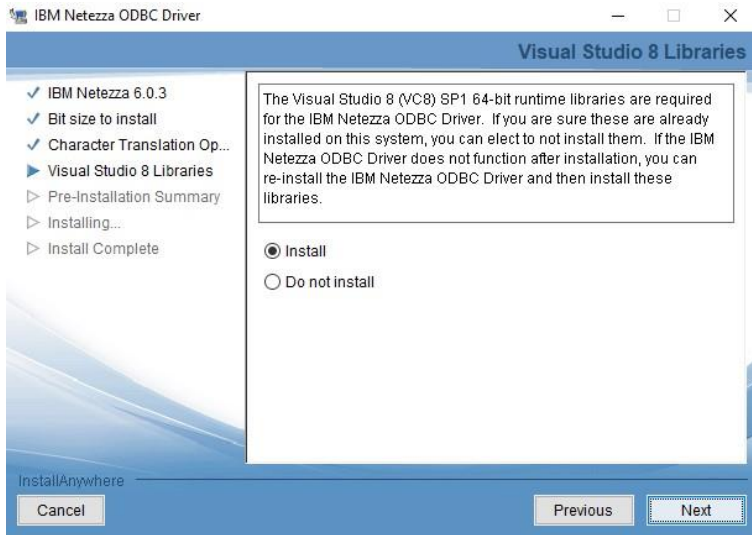 IBM Netezza ODBC Driver
Visual Studio 8 Libraries
IBM Netezza 6.0.3
Bit size to install
Character Translation Op...
Visual Studio 8 Libraries
Pre-Installation Summary
Installing...
Install Complete
The Visual Studio 8 (VC8) SP1 64-bit runtime libraries are required
for the IBM Netezza ODBC Driver. If you are sure these are already
installed on this system, you can elect to not install them. If the IBM
Netezza ODBC Driver does not function after installation, you can
re-install the IBM Netezza ODBC Driver and then install these
libraries.
Install
Do not install
InstallAnywhere
Cancel
Previous
Next